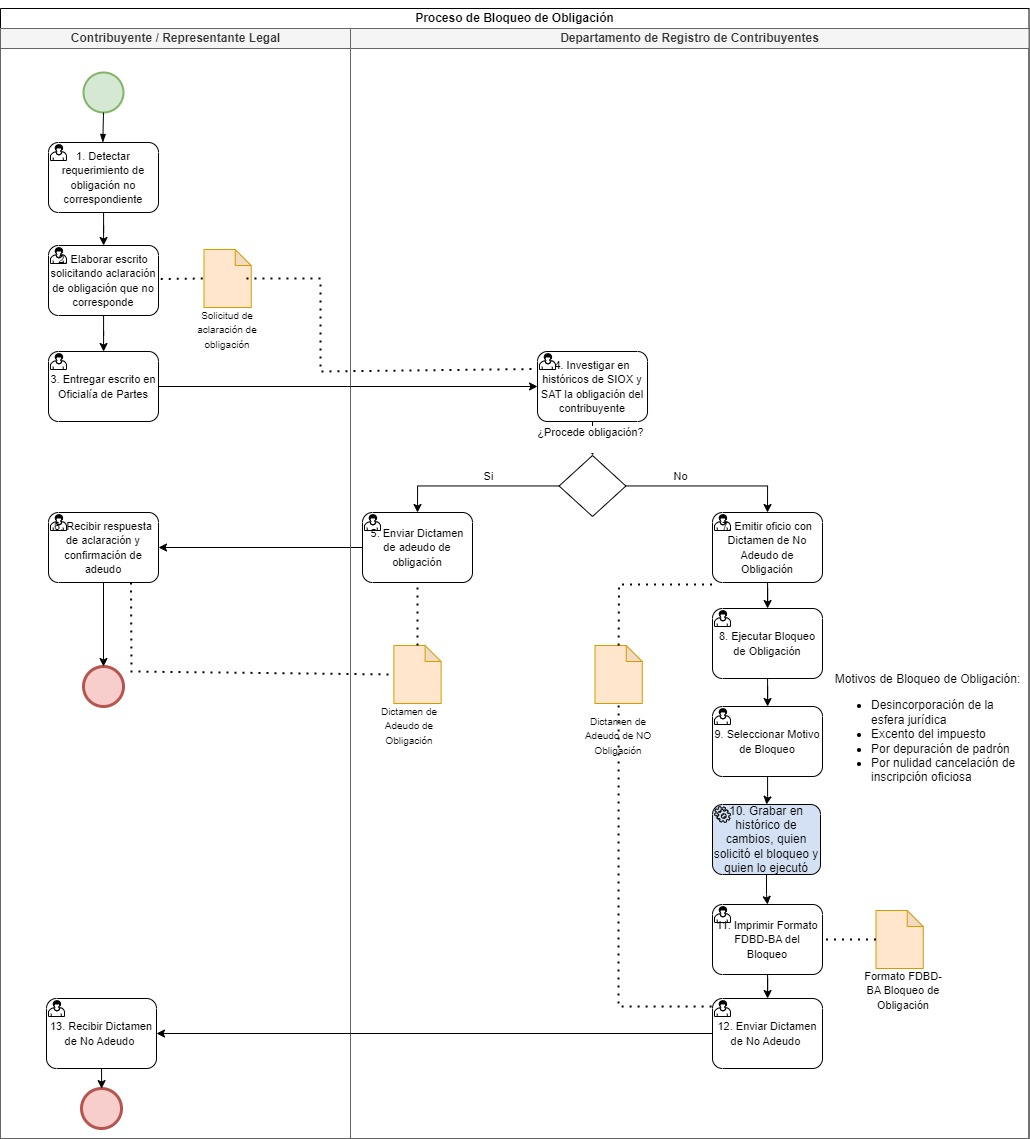 Proceso de Bloqueo de Obligación
Contribuyente / Representante Legal
Departamento de Registro de Contribuyentes
1. Detectar
requerimiento de
obligación no
correspondiente
Elaborar escrito
solicitando aclaración
de obligación que no
corresponde
Solicitud de
aclaración de
obligación
3. Entregar escrito en
Oficialía de Partes
4. Investigar en
históricos de SIOX y
SAT la obligación del
contribuyente
¿Procede obligación?
Si
No
Recibir respuesta
de aclaración y
confirmación de
adeudo
5. Enviar Dictamen
de adeudo de
obligación
Emitir oficio con
Dictamen de No
Adeudo de
Obligación
8. Ejecutar Bloqueo
de Obligación
Dictamen de
Adeudo de
Obligación
Dictamen de
Adeudo de NO
Obligación
9. Seleccionar Motivo
de Bloqueo
Motivos de Bloqueo de Obligación:
• Desincorporación de la
esfera jurídica
• Excento del impuesto
• Por depuración de padrón
• Por nulidad cancelación de
inscripción oficiosa
10. Grabar en
histórico de
cambios, quien
solicitó el bloqueo y
quien lo ejecutó
11. Imprimir Formato
FDBD-BA del
Bloqueo
Formato FDBD-
BA Bloqueo de
Obligación
12. Enviar Dictamen
de No Adeudo
13. Recibir Dictamen
de No Adeudo